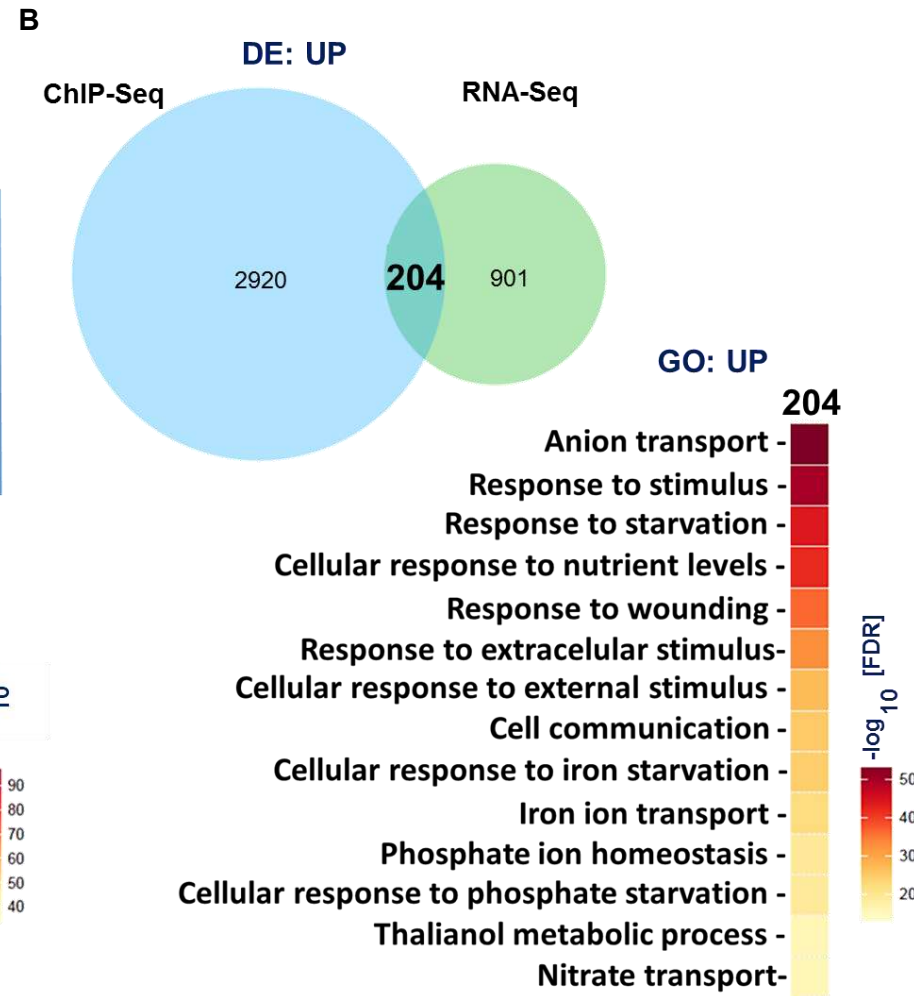 B
DE: UP
ChIP-Seq
RNA-Seq
2920
204
901
GO: UP
204
Anion transport -
Response to stimulus -
Response to starvation -
Cellular response to nutrient levels -
Response to wounding -
Response to extracelular stimulus-
Cellular response to external stimulus -
Cell communication -
Cellular response to iron starvation -
Iron ion transport -
Phosphate ion homeostasis -
Cellular response to phosphate starvation -
Thalianol metabolic process -
Nitrate transport-
-log 10 [FDR]
50
40
30
20
10
90
80
70
60
50
40